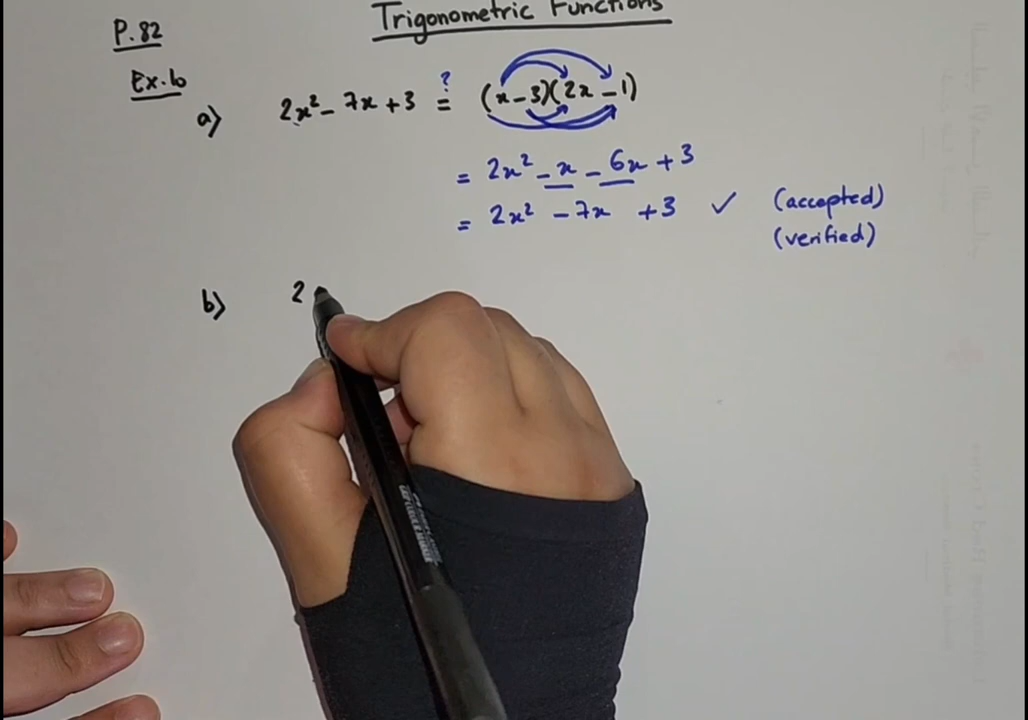 Trigonometric Functions
P.82
Ex.6
a) 2x² - 7x + 3 ≟ (x - 3)(2x - 1)
= 2x² - x - 6x + 3
= 2x² - 7x + 3 ✓ (accepted)
(verified)
b) 2